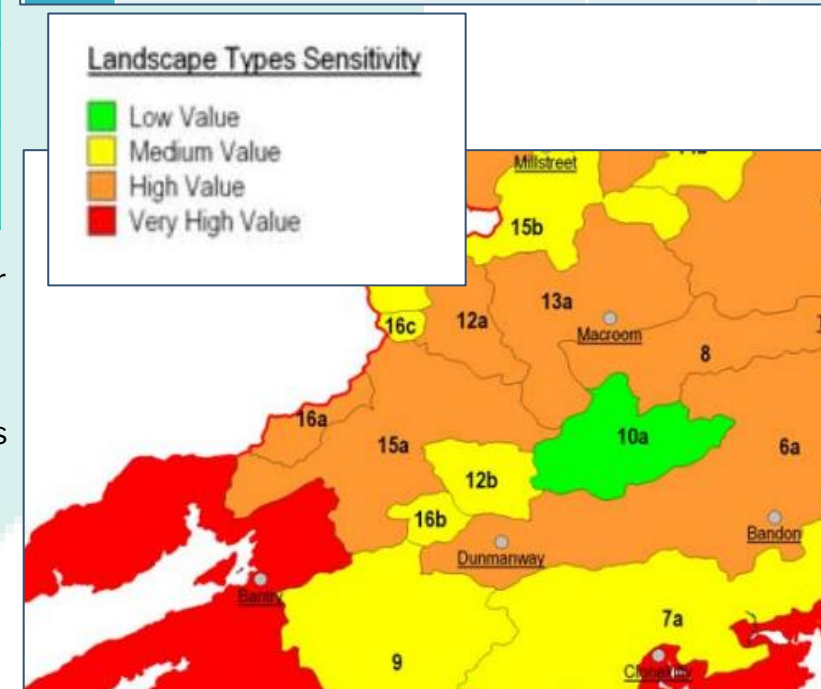 Landscape Types Sensitivity
Low Value
Medium Value
High Value
Very High Value
Millstreet
15b
13a
16c
12a
Macroom
8
16a
15a
10a
6a
12b
16b
Bandon
Dunmanway
Bantry
7a
9
Clonakilty
r
s